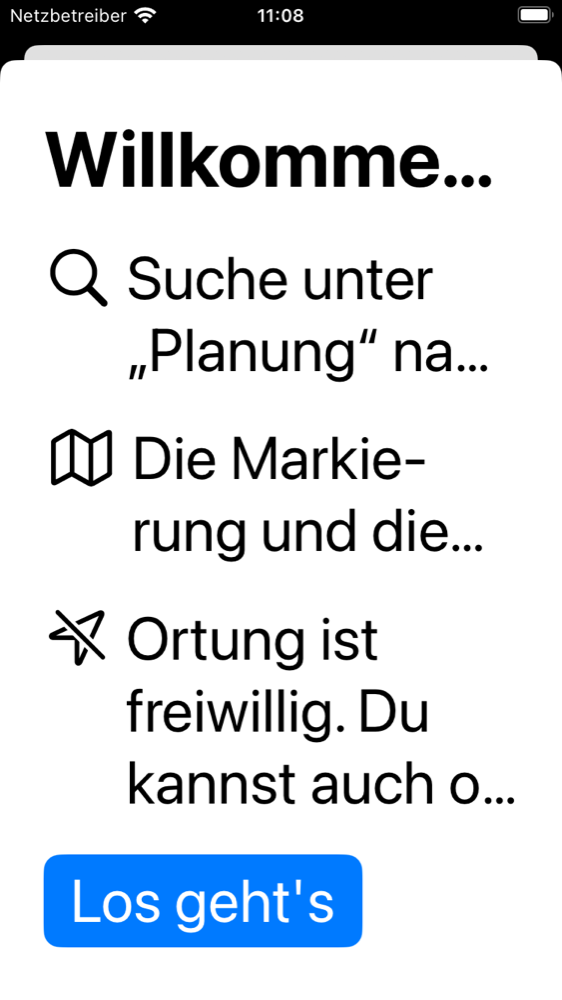 Netzbetreiber 11:08
Willkomme...
Suche unter
„Planung“ na...
Die Markie-
rung und die...
Ortung ist
freiwillig. Du
kannst auch o...
Los geht's